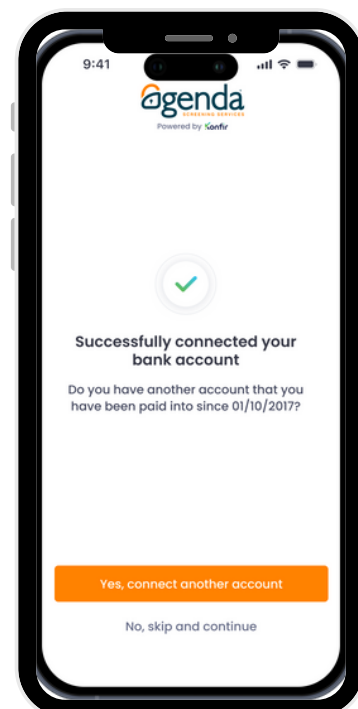 9:41
agenda
SCREENING SERVICES
Powered by Konfir
Successfully connected your
bank account
Do you have another account that you
have been paid into since 01/10/2017?
Yes, connect another account
No, skip and continue